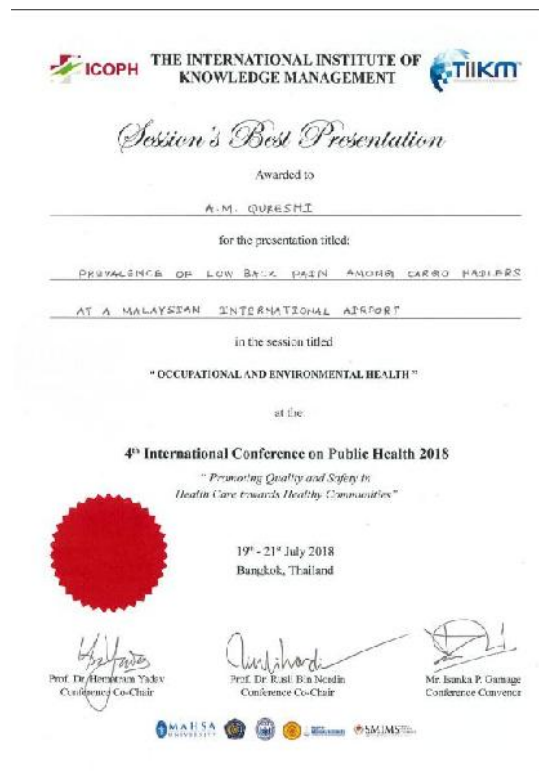 ICOPH
THE INTERNATIONAL INSTITUTE OF
KNOWLEDGE MANAGEMENT
TIIKM
Session's Best Presentation
Awarded to
A.M. QURESHI
for the presentation titled:
PREVALENCE OF LOW BACK PAIN AMONG CARGO HADLERS
AT A MALAYSIAN INTERNATIONAL AIRPORT
in the session titled
" OCCUPATIONAL AND ENVIRONMENTAL HEALTH "
at the:
4th International Conference on Public Health 2018
" Promoting Quality and Safety in
Health Care towards Healthy Communities"
19th - 21st July 2018
Bangkok, Thailand
Prof. Dr. Hematram Yadav
Conference Co-Chair
Prof. Dr. Rusli Bin Nordin
Conference Co-Chair
Mr. Isanka P. Gamage
Conference Convener
MAHSA
UNIVERSITY
SMIMS